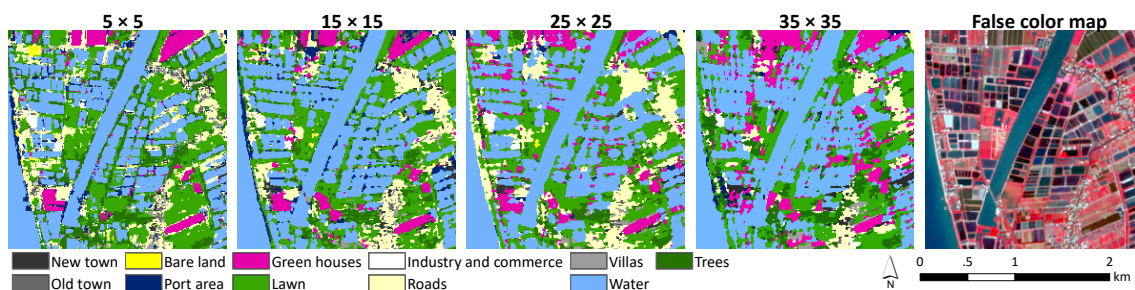 5 × 5 15 × 15 25 × 25 35 × 35 False color map
New town Bare land Green houses Industry and commerce Villas Trees
Old town Port area Lawn Roads Water
N
0 .5 1 2
km